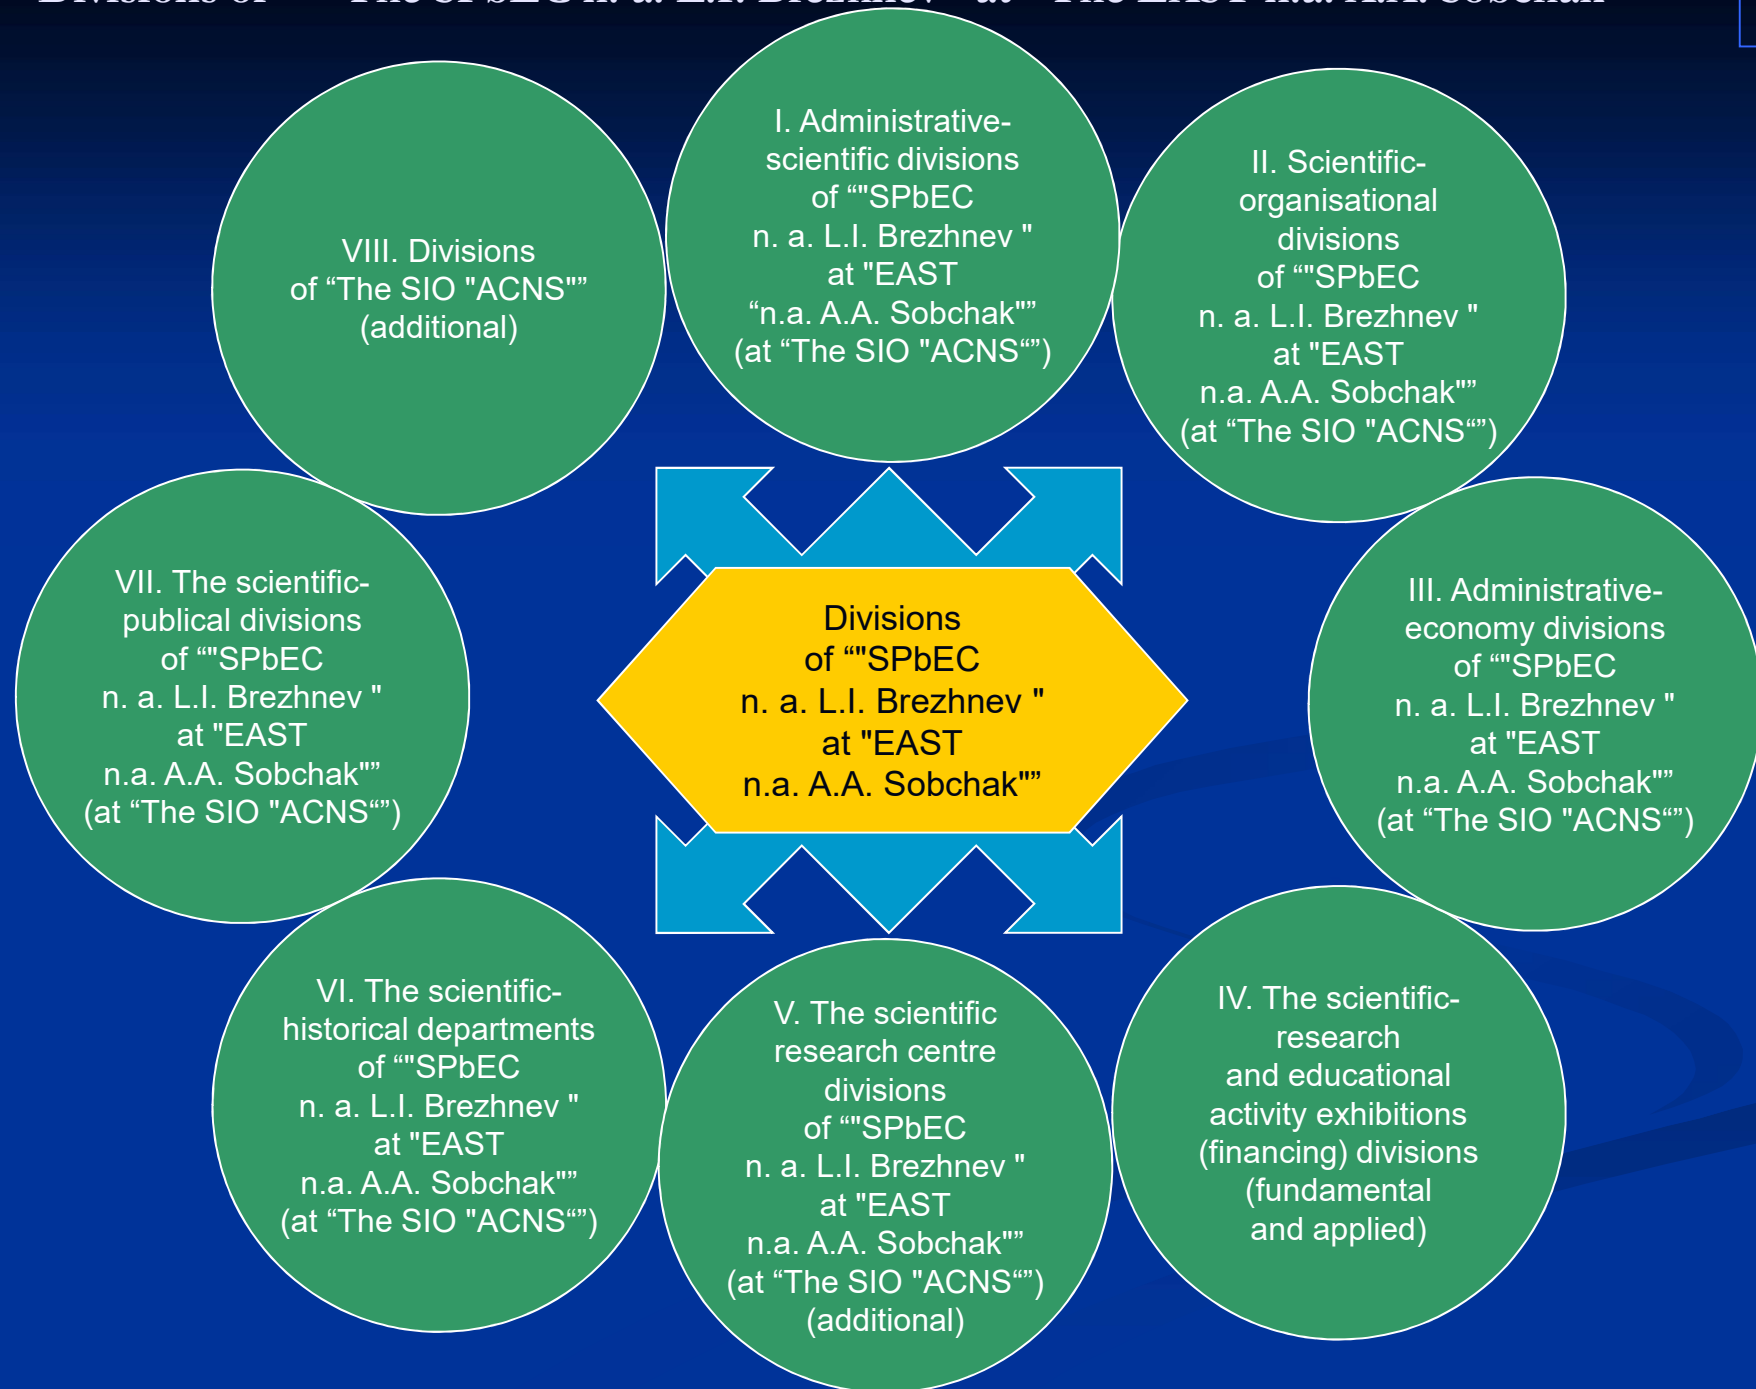 I. Administrative-
scientific divisions
of “"SPbEC
n. a. L.I. Brezhnev "
at "EAST
“n.a. A.A. Sobchak"”
(at “The SIO "ACNS“”)
II. Scientific-
organisational
divisions
of “"SPbEC
n. a. L.I. Brezhnev "
at "EAST
n.a. A.A. Sobchak"”
(at “The SIO "ACNS“”)
III. Administrative-
economy divisions
of “"SPbEC
n. a. L.I. Brezhnev "
at "EAST
n.a. A.A. Sobchak"”
(at “The SIO "ACNS“”)
IV. The scientific-
research
and educational
activity exhibitions
(financing) divisions
(fundamental
and applied)
V. The scientific
research centre
divisions
of “"SPbEC
n. a. L.I. Brezhnev "
at "EAST
n.a. A.A. Sobchak"”
(at “The SIO "ACNS“”)
(additional)
VI. The scientific-
historical departments
of “"SPbEC
n. a. L.I. Brezhnev "
at "EAST
n.a. A.A. Sobchak"”
(at “The SIO "ACNS“”)
VII. The scientific-
publical divisions
of “"SPbEC
n. a. L.I. Brezhnev "
at "EAST
n.a. A.A. Sobchak"”
(at “The SIO "ACNS“”)
VIII. Divisions
of “The SIO "ACNS"”
(additional)
Divisions
of “"SPbEC
n. a. L.I. Brezhnev "
at "EAST
n.a. A.A. Sobchak"”